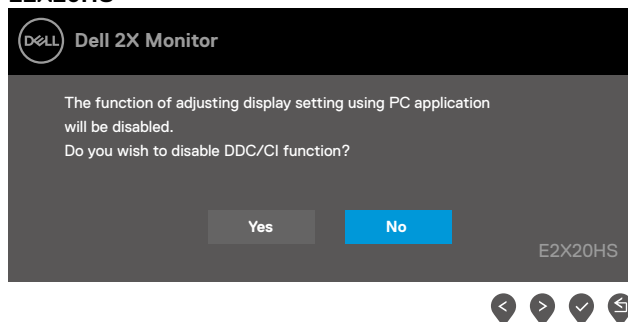 E2X20HS
DELL Dell 2X Monitor
The function of adjusting display setting using PC application
will be disabled.
Do you wish to disable DDC/CI function?
Yes No
E2X20HS